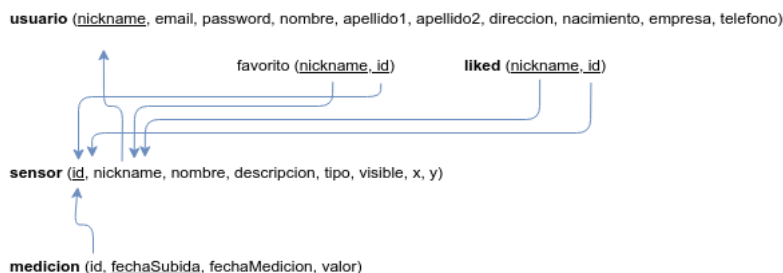 usuario (nickname, email, password, nombre, apellido1, apellido2, direccion, nacimiento, empresa, telefono)
favorito (nickname, id) liked (nickname, id)
sensor (id, nickname, nombre, descripcion, tipo, visible, x, y)
medicion (id, fechaSubida, fechaMedicion, valor)